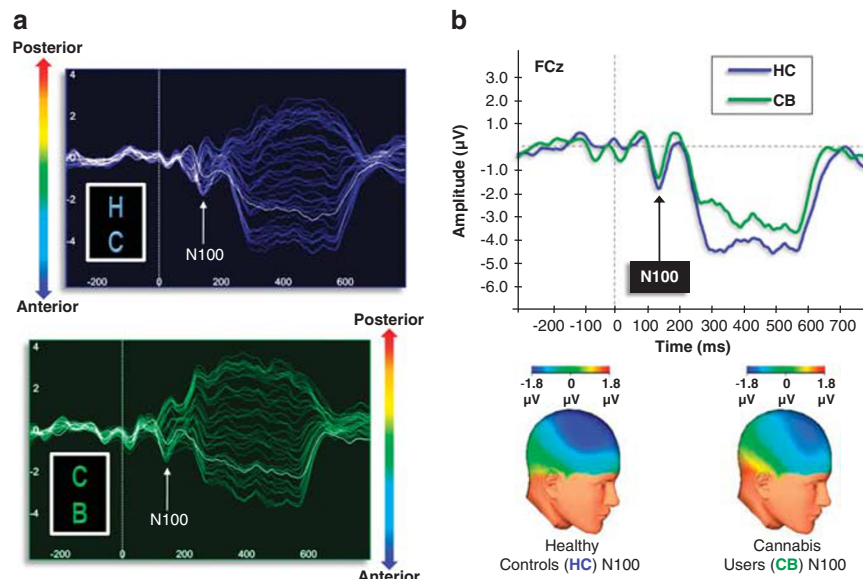 a
Posterior
4
2
0
-2
-4
H
C
N100
-200 0 200 400 600
Anterior
Posterior
4
2
0
-2
-4
C
B
N100
-200 0 200 400 600
Anterior
b
FCz
HC
CB
3.0
2.0
1.0
-1.0
-2.0
-3.0
-4.0
-5.0
-6.0
Amplitude (µV)
N100
-200 -100 0 100 200 300 400 500 600 700
Time (ms)
-1.8 0 1.8
µV µV
-1.8 0 1.8
µV µV
Healthy
Controls (HC) N100
Cannabis
Users (CB) N100